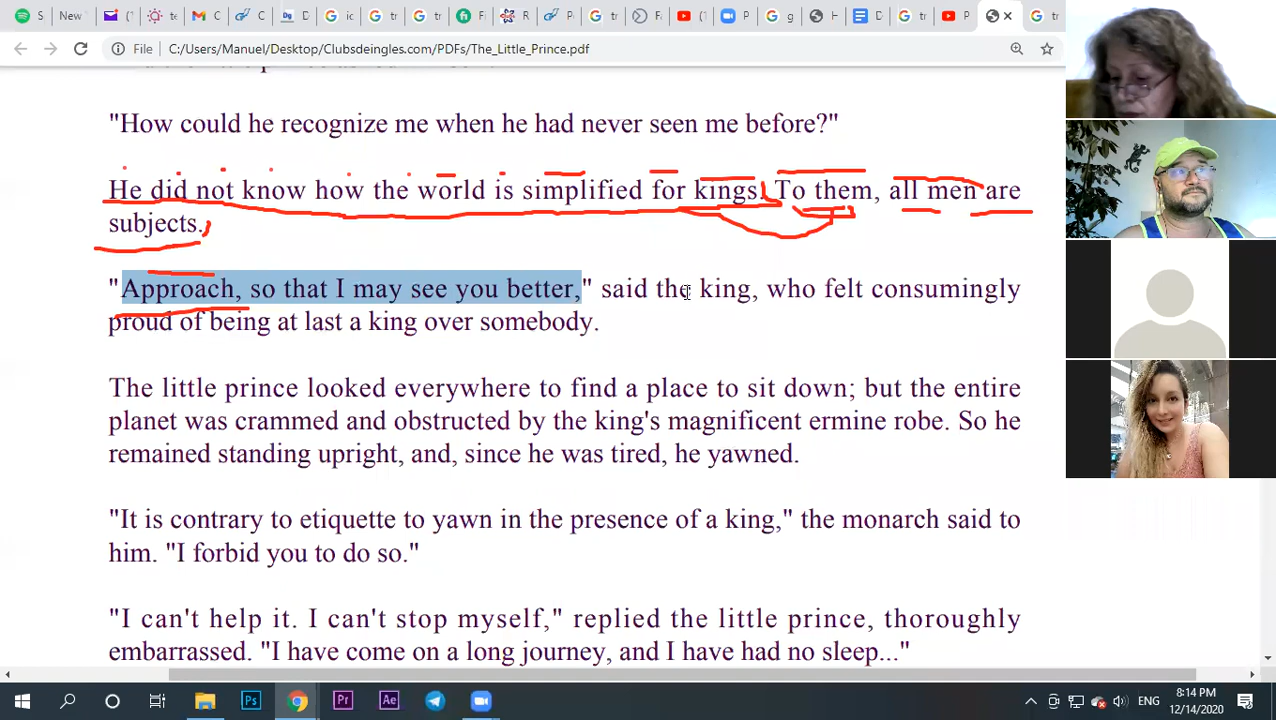 File C:/Users/Manuel/Desktop/Clubsdeingles.com/PDFs/The_Little_Prince.pdf
"How could he recognize me when he had never seen me before?"
He did not know how the world is simplified for kings. To them, all men are
subjects.
"Approach, so that I may see you better," said the king, who felt consumingly
proud of being at last a king over somebody.
The little prince looked everywhere to find a place to sit down; but the entire
planet was crammed and obstructed by the king's magnificent ermine robe. So he
remained standing upright, and, since he was tired, he yawned.
"It is contrary to etiquette to yawn in the presence of a king," the monarch said to
him. "I forbid you to do so."
"I can't help it. I can't stop myself," replied the little prince, thoroughly
embarrassed. "I have come on a long journey, and I have had no sleep..."
Ps Pr Ae ENG 8:14 PM
12/14/2020